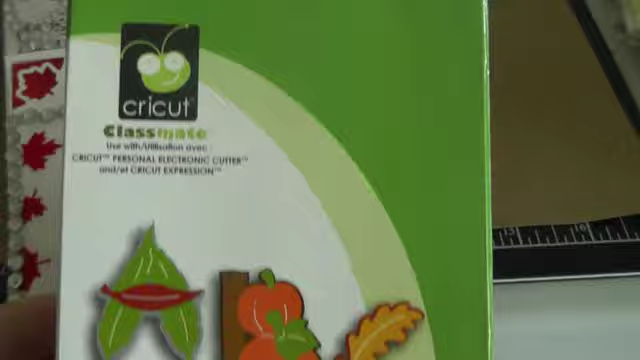 cricut
Classmate
Use with/Utilisation avec :
CRICUT™ PERSONAL ELECTRONIC CUTTER™
and/et CRICUT EXPRESSION™